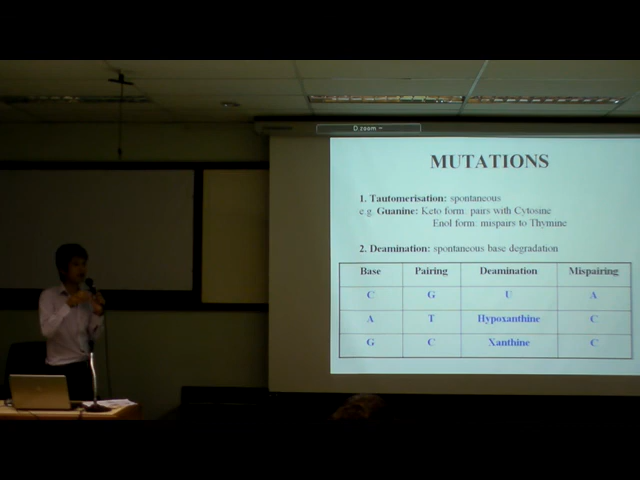 D.zoom =
MUTATIONS
1. Tautomerisation: spontaneous
e.g. Guanine: Keto form: pairs with Cytosine
Enol form: mispairs to Thymine
2. Deamination: spontaneous base degradation
Base Pairing Deamination Mispairing
C G U A
A T Hypoxanthine C
G C Xanthine C